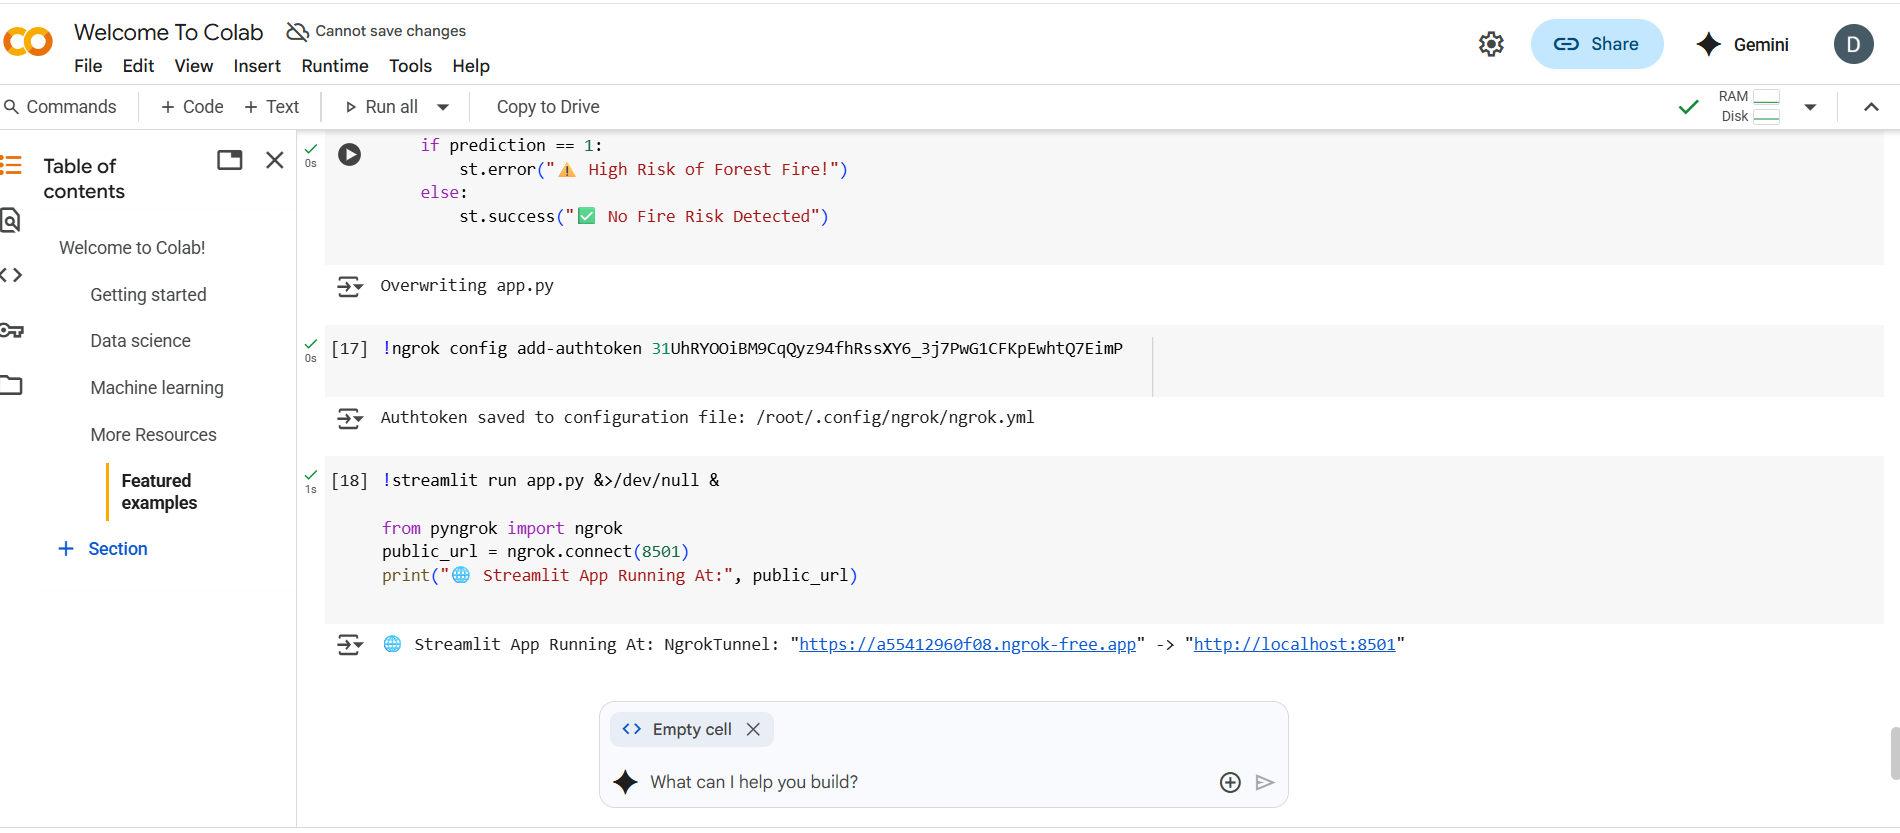 Welcome To Colab
Cannot save changes
File Edit View Insert Runtime Tools Help
Share
Gemini
D
Commands
+ Code + Text
Run all
Copy to Drive
RAM
Disk
Table of contents
Welcome to Colab!
Getting started
Data science
Machine learning
More Resources
Featured examples
+ Section
0s
if prediction == 1:
st.error("⚠️ High Risk of Forest Fire!")
else:
st.success("✅ No Fire Risk Detected")
Overwriting app.py
0s
[17] !ngrok config add-authtoken 31UhRYOOiBM9CqQyz94fhRssXY6_3j7PwG1CFKpEwhtQ7EimP
Authtoken saved to configuration file: /root/.config/ngrok/ngrok.yml
1s
[18] !streamlit run app.py &>/dev/null &
from pyngrok import ngrok
public_url = ngrok.connect(8501)
print("🌐 Streamlit App Running At:", public_url)
🌐 Streamlit App Running At: NgrokTunnel: "https://a55412960f08.ngrok-free.app" -> "http://localhost:8501"
<> Empty cell
What can I help you build?